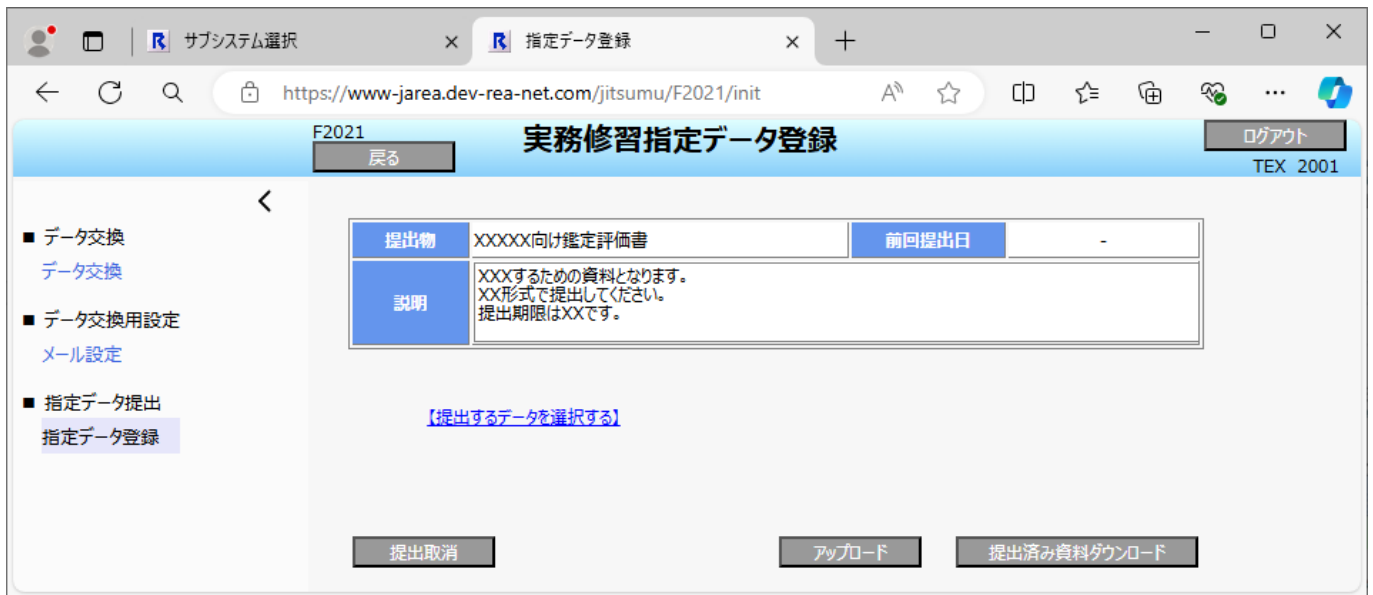 サブシステム選択
指定データ登録
https://www-jarea.dev-rea-net.com/jitsumu/F2021/init
F2021
戻る
実務修習指定データ登録
ログアウト
TEX 2001
■ データ交換
データ交換
■ データ交換用設定
メール設定
■ 指定データ提出
指定データ登録
提出物 XXXXX向け鑑定評価書 前回提出日 -
説明
XXXするための資料となります。
XX形式で提出してください。
提出期限はXXです。
【提出するデータを選択する】
提出取消 アップロード 提出済み資料ダウンロード